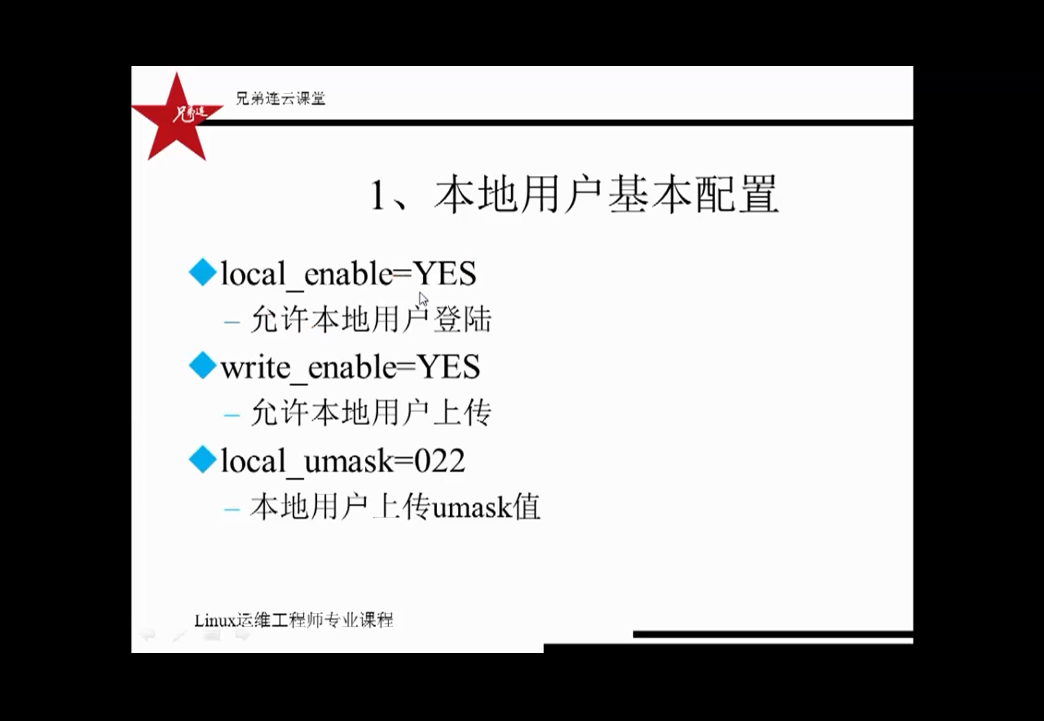 兄弟连
兄弟连云课堂
1、本地用户基本配置
local_enable=YES
– 允许本地用户登陆
write_enable=YES
– 允许本地用户上传
local_umask=022
– 本地用户上传umask值
Linux运维工程师专业课程